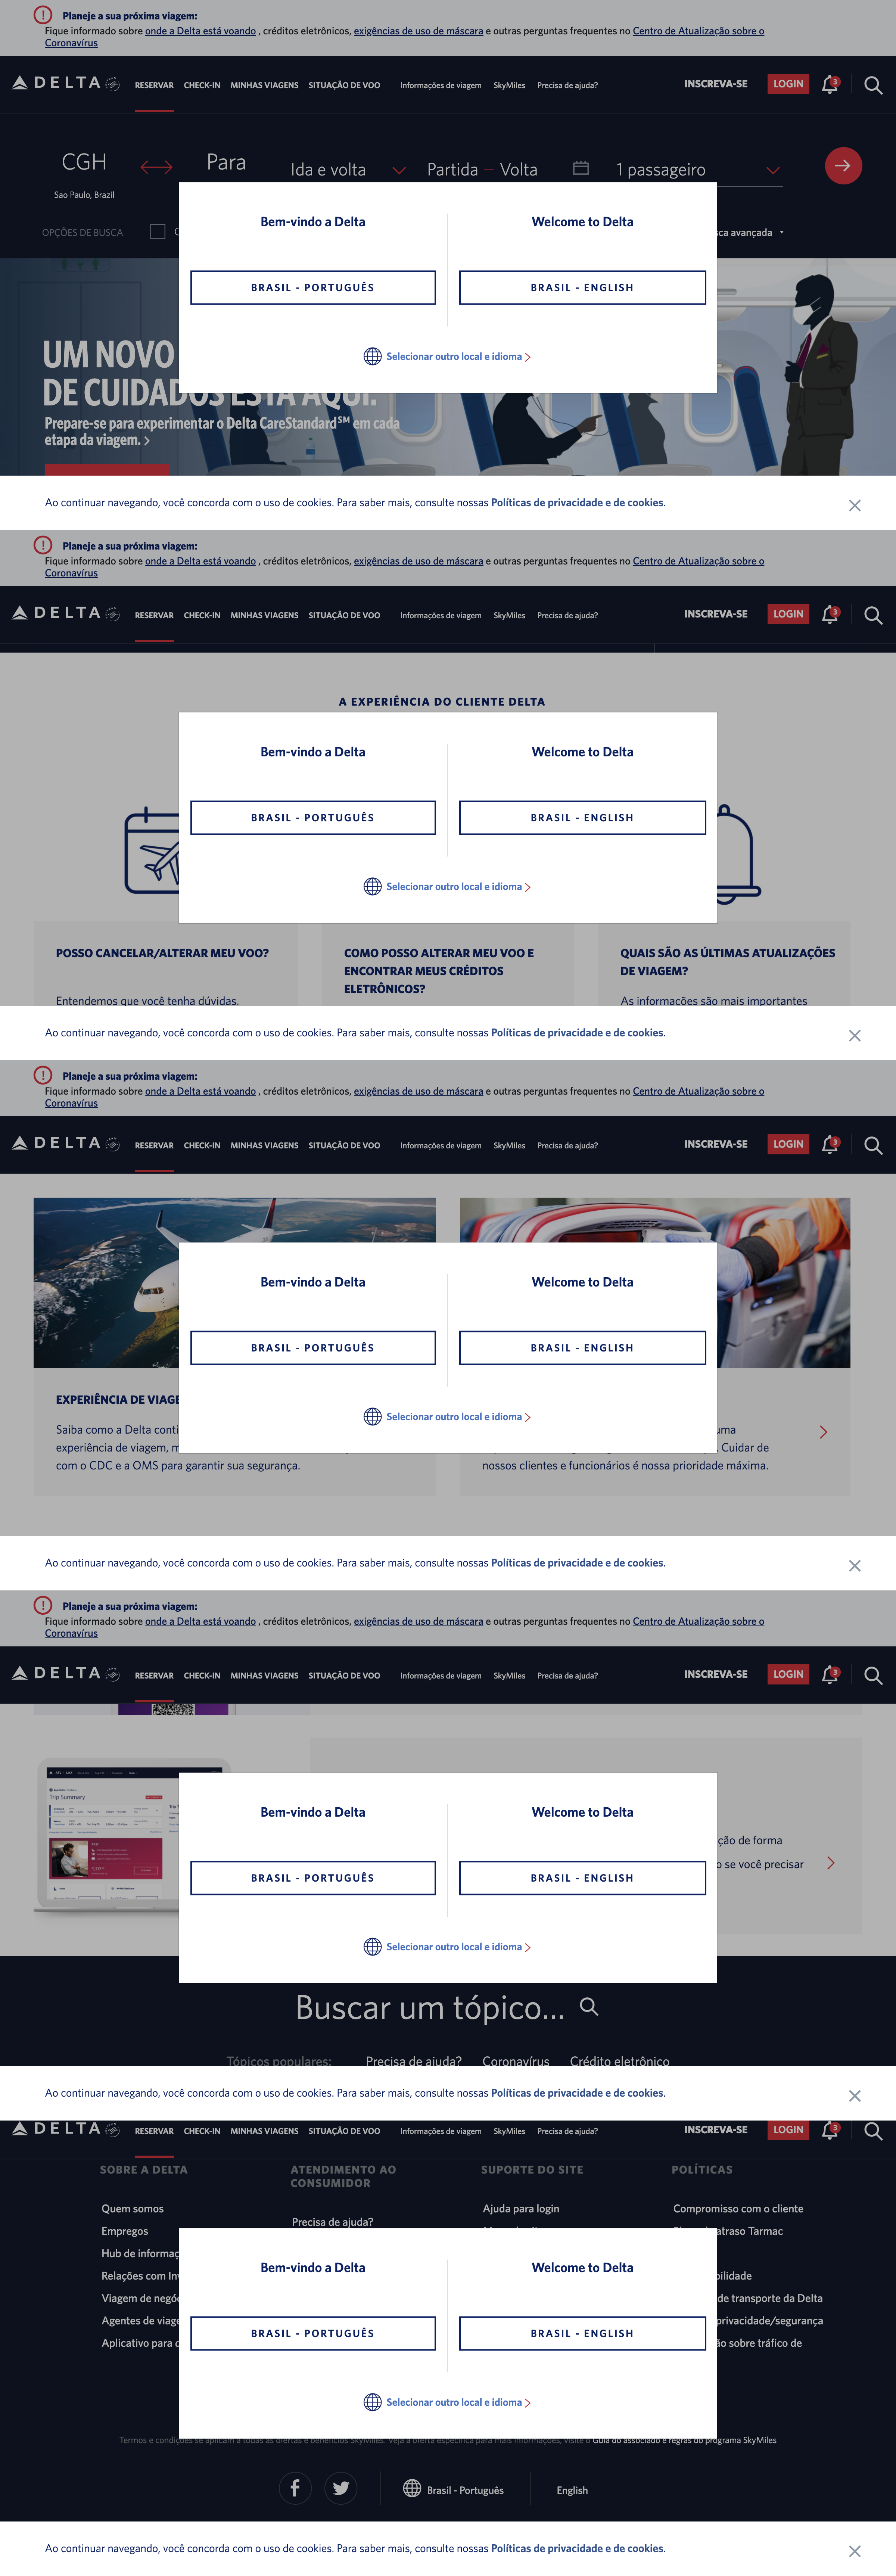 Planeje a sua próxima viagem:
Fique informado sobre onde a Delta está voando , créditos eletrônicos, exigências de uso de máscara e outras perguntas frequentes no Centro de Atualização sobre o
Coronavírus
DELTA RESERVAR CHECK-IN MINHAS VIAGENS SITUAÇÃO DE VOO Informações de viagem SkyMiles Precisa de ajuda? INSCREVA-SE LOGIN 3
CGH Para Ida e volta Partida — Volta 1 passageiro
Sao Paulo, Brazil
OPÇÕES DE BUSCA avançada
Bem-vindo a Delta Welcome to Delta
BRASIL - PORTUGUÊS BRASIL - ENGLISH
Selecionar outro local e idioma
UM NOVO
DE CUIDADOS ESTÁ AQUI.
Prepare-se para experimentar o Delta CareStandard℠ em cada
etapa da viagem.
Ao continuar navegando, você concorda com o uso de cookies. Para saber mais, consulte nossas Políticas de privacidade e de cookies.
Planeje a sua próxima viagem:
Fique informado sobre onde a Delta está voando , créditos eletrônicos, exigências de uso de máscara e outras perguntas frequentes no Centro de Atualização sobre o
Coronavírus
DELTA RESERVAR CHECK-IN MINHAS VIAGENS SITUAÇÃO DE VOO Informações de viagem SkyMiles Precisa de ajuda? INSCREVA-SE LOGIN 3
A EXPERIÊNCIA DO CLIENTE DELTA
Bem-vindo a Delta Welcome to Delta
BRASIL - PORTUGUÊS BRASIL - ENGLISH
Selecionar outro local e idioma
POSSO CANCELAR/ALTERAR MEU VOO?
Entendemos que você tenha dúvidas.
COMO POSSO ALTERAR MEU VOO E
ENCONTRAR MEUS CRÉDITOS
ELETRÔNICOS?
QUAIS SÃO AS ÚLTIMAS ATUALIZAÇÕES
DE VIAGEM?
As informações são mais importantes
Ao continuar navegando, você concorda com o uso de cookies. Para saber mais, consulte nossas Políticas de privacidade e de cookies.
Planeje a sua próxima viagem:
Fique informado sobre onde a Delta está voando , créditos eletrônicos, exigências de uso de máscara e outras perguntas frequentes no Centro de Atualização sobre o
Coronavírus
DELTA RESERVAR CHECK-IN MINHAS VIAGENS SITUAÇÃO DE VOO Informações de viagem SkyMiles Precisa de ajuda? INSCREVA-SE LOGIN 3
Bem-vindo a Delta Welcome to Delta
BRASIL - PORTUGUÊS BRASIL - ENGLISH
Selecionar outro local e idioma
EXPERIÊNCIA DE
Saiba como a Delta
experiência de viagem,
com o CDC e a OMS para garantir sua segurança.
Cuidar de
nossos clientes e funcionários é nossa prioridade máxima.
Ao continuar navegando, você concorda com o uso de cookies. Para saber mais, consulte nossas Políticas de privacidade e de cookies.
Planeje a sua próxima viagem:
Fique informado sobre onde a Delta está voando , créditos eletrônicos, exigências de uso de máscara e outras perguntas frequentes no Centro de Atualização sobre o
Coronavírus
DELTA RESERVAR CHECK-IN MINHAS VIAGENS SITUAÇÃO DE VOO Informações de viagem SkyMiles Precisa de ajuda? INSCREVA-SE LOGIN 3
Trip Summary
Bem-vindo a Delta Welcome to Delta
BRASIL - PORTUGUÊS BRASIL - ENGLISH
Selecionar outro local e idioma
de forma
se você precisar
Buscar um tópico...
Tópicos populares: Precisa de ajuda? Coronavírus Crédito eletrônico
Ao continuar navegando, você concorda com o uso de cookies. Para saber mais, consulte nossas Políticas de privacidade e de cookies.
DELTA RESERVAR CHECK-IN MINHAS VIAGENS SITUAÇÃO DE VOO Informações de viagem SkyMiles Precisa de ajuda? INSCREVA-SE LOGIN 3
SOBRE A DELTA
Quem somos
Empregos
Hub de
Relações com
Viagem de
Agentes de
Aplicativo para
ATENDIMENTO AO
CONSUMIDOR
Precisa de ajuda?
SUPORTE DO SITE
Ajuda para login
POLÍTICAS
Compromisso com o cliente
atraso Tarmac
de transporte da Delta
privacidade/segurança
sobre tráfico de
Bem-vindo a Delta Welcome to Delta
BRASIL - PORTUGUÊS BRASIL - ENGLISH
Selecionar outro local e idioma
Termos e condições se aplicam a todas as ofertas e benefícios SkyMiles. Veja a oferta específica para mais informações, visite o Guia do associado e regras do programa SkyMiles
Brasil - Português English
Ao continuar navegando, você concorda com o uso de cookies. Para saber mais, consulte nossas Políticas de privacidade e de cookies.